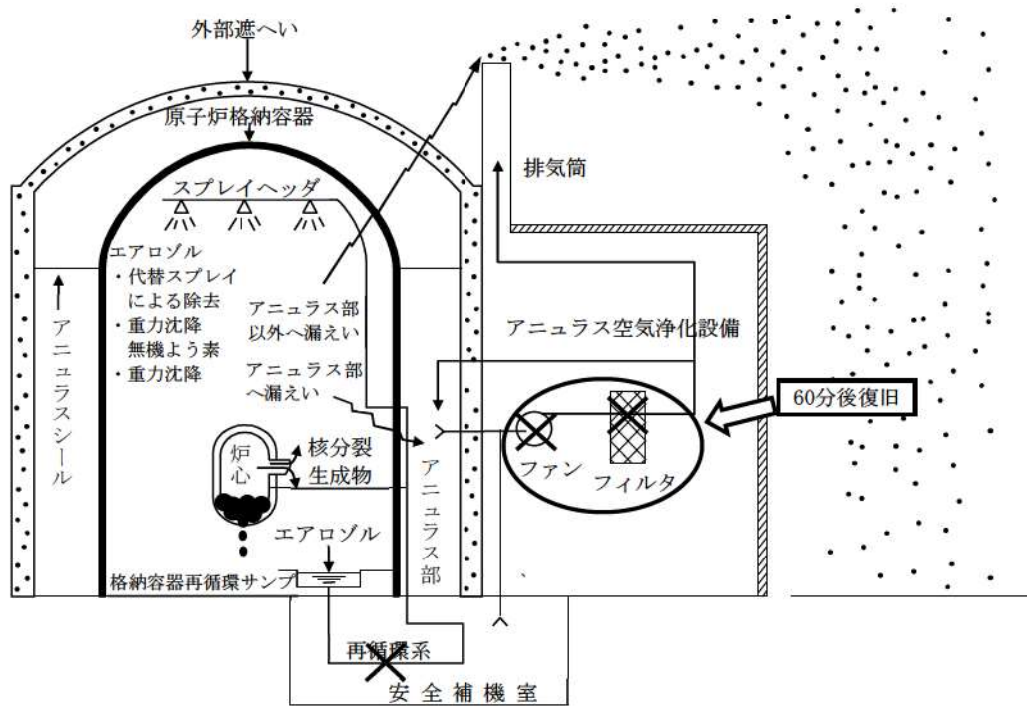 外部遮へい
原子炉格納容器
スプレイヘッダ
エアロゾル
・代替スプレイ
による除去
・重力沈降
無機よう素
・重力沈降
アニュラス部
以外へ漏えい
アニュラス部
へ漏えい
アニュラスシール
炉心
核分裂
生成物
エアロゾル
格納容器再循環サンプ
アニュラス部
再循環系
安全補機室
排気筒
アニュラス空気浄化設備
ファン
フィルタ
60分後復旧